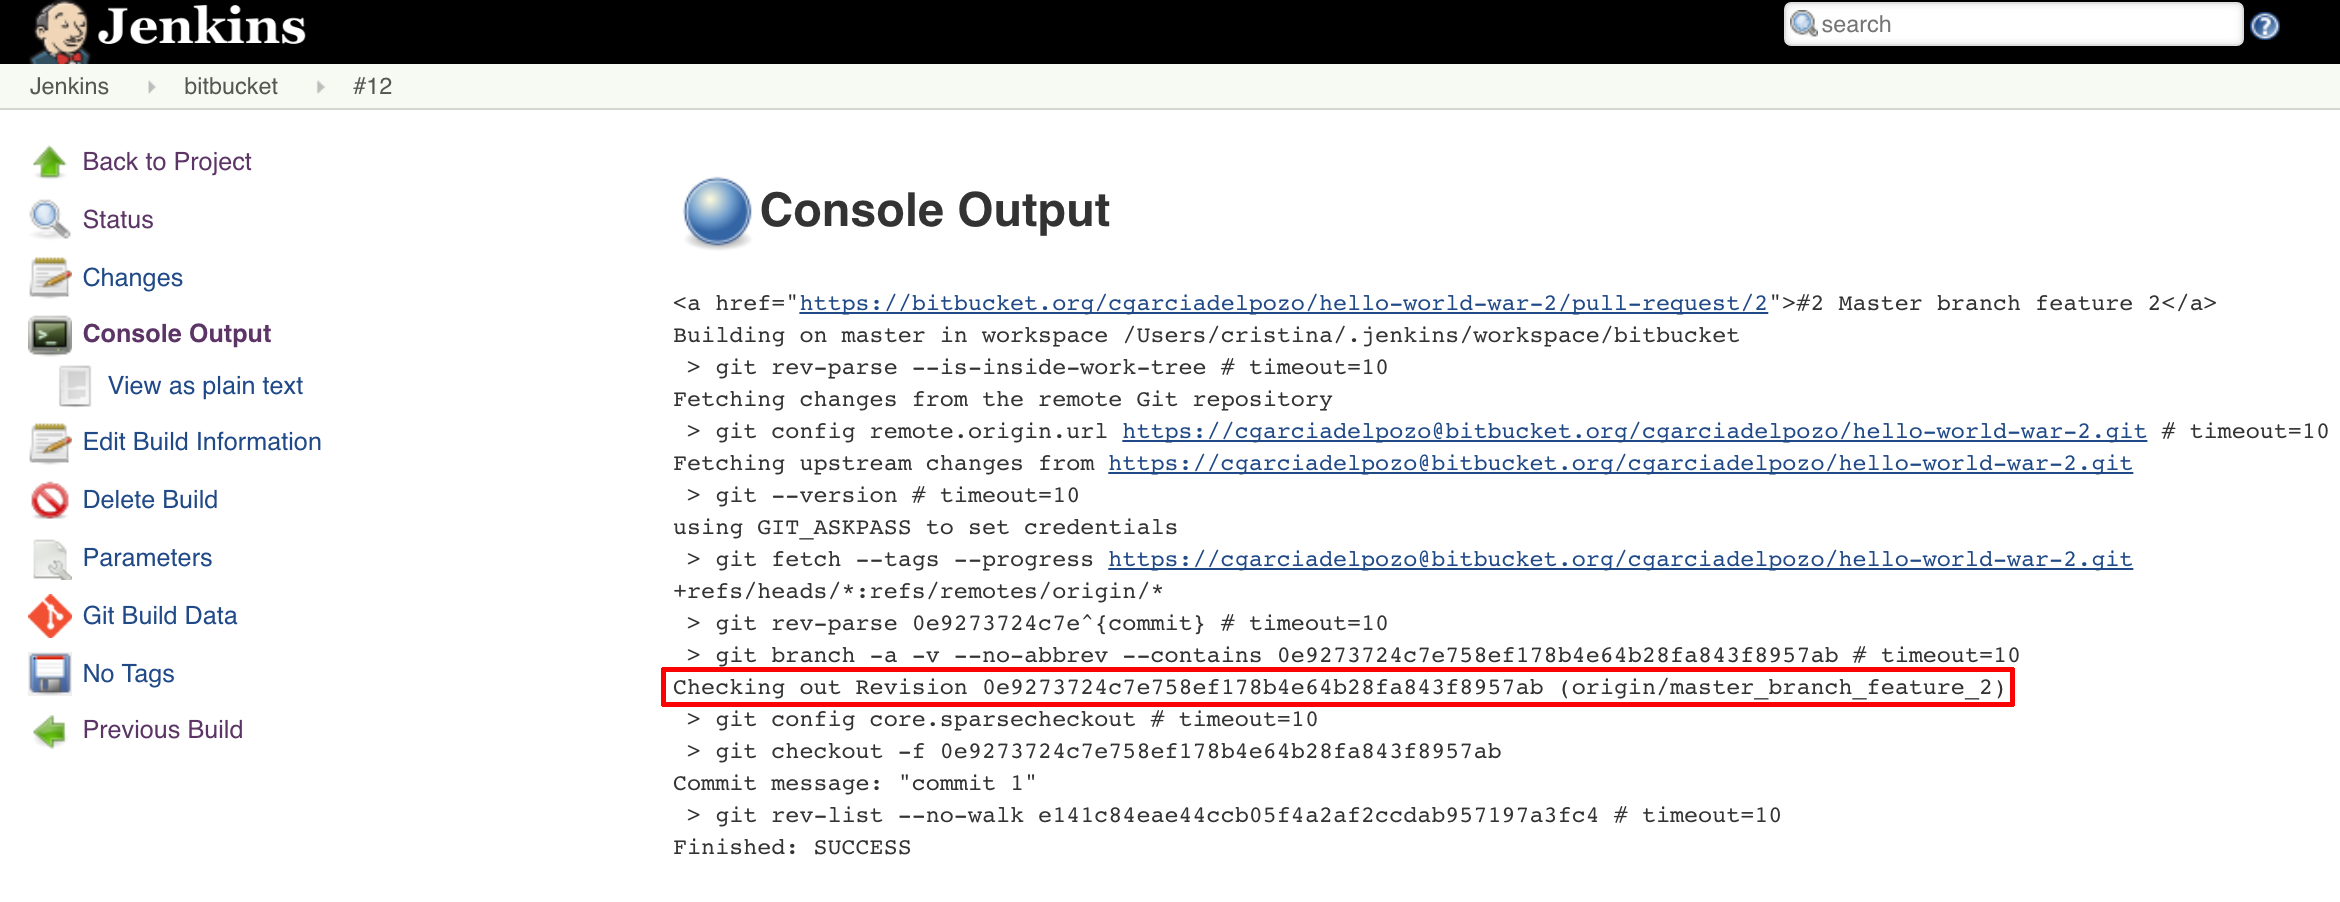 Jenkins
search
Jenkins
bitbucket
#12
Back to Project
Status
Changes
Console Output
View as plain text
Edit Build Information
Delete Build
Parameters
Git Build Data
No Tags
Previous Build
Console Output
<a href="https://bitbucket.org/cgarciadelpozo/hello-world-war-2/pull-request/2">#2 Master branch feature 2</a>
Building on master in workspace /Users/cristina/.jenkins/workspace/bitbucket
 > git rev-parse --is-inside-work-tree # timeout=10
Fetching changes from the remote Git repository
 > git config remote.origin.url https://cgarciadelpozo@bitbucket.org/cgarciadelpozo/hello-world-war-2.git # timeout=10
Fetching upstream changes from https://cgarciadelpozo@bitbucket.org/cgarciadelpozo/hello-world-war-2.git
 > git --version # timeout=10
using GIT_ASKPASS to set credentials
 > git fetch --tags --progress https://cgarciadelpozo@bitbucket.org/cgarciadelpozo/hello-world-war-2.git
+refs/heads/*:refs/remotes/origin/*
 > git rev-parse 0e9273724c7e^{commit} # timeout=10
 > git branch -a -v --no-abbrev --contains 0e9273724c7e758ef178b4e64b28fa843f8957ab # timeout=10
Checking out Revision 0e9273724c7e758ef178b4e64b28fa843f8957ab (origin/master_branch_feature_2)
 > git config core.sparsecheckout # timeout=10
 > git checkout -f 0e9273724c7e758ef178b4e64b28fa843f8957ab
Commit message: "commit 1"
 > git rev-list --no-walk e141c84eae44ccb05f4a2af2ccdab957197a3fc4 # timeout=10
Finished: SUCCESS